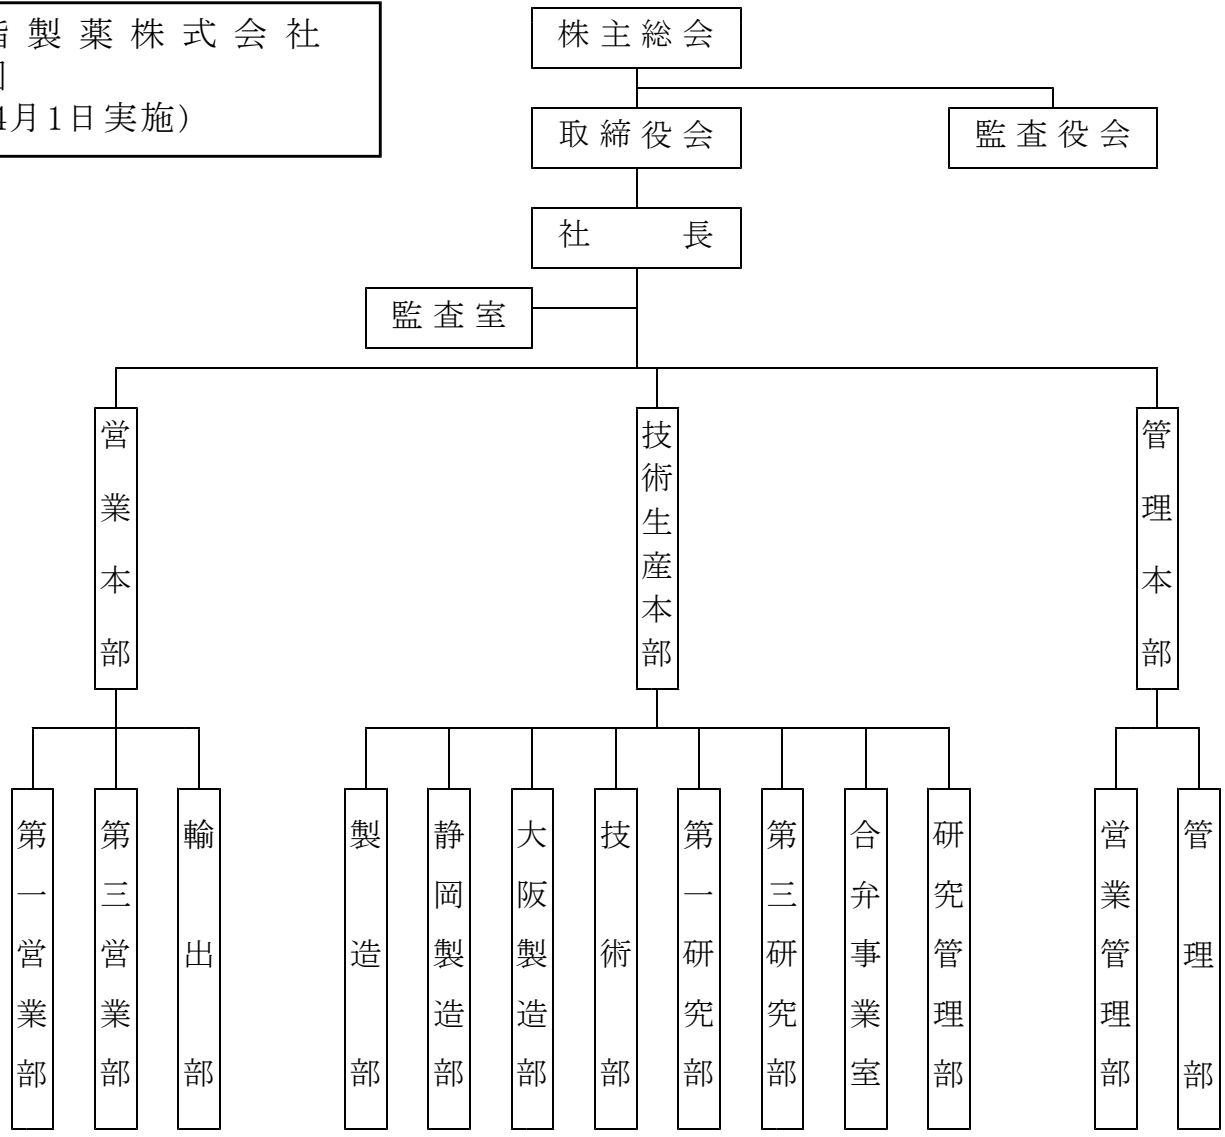 製薬株式会社
4月1日実施)
株主総会
取締役会
監査役会
社長
監査室
営業本部
技術生産本部
管理本部
第一営業部
第三営業部
輸出部
製造部
静岡製造部
大阪製造部
技術部
第一研究部
第三研究部
合弁事業室
研究管理部
営業管理部
管理部